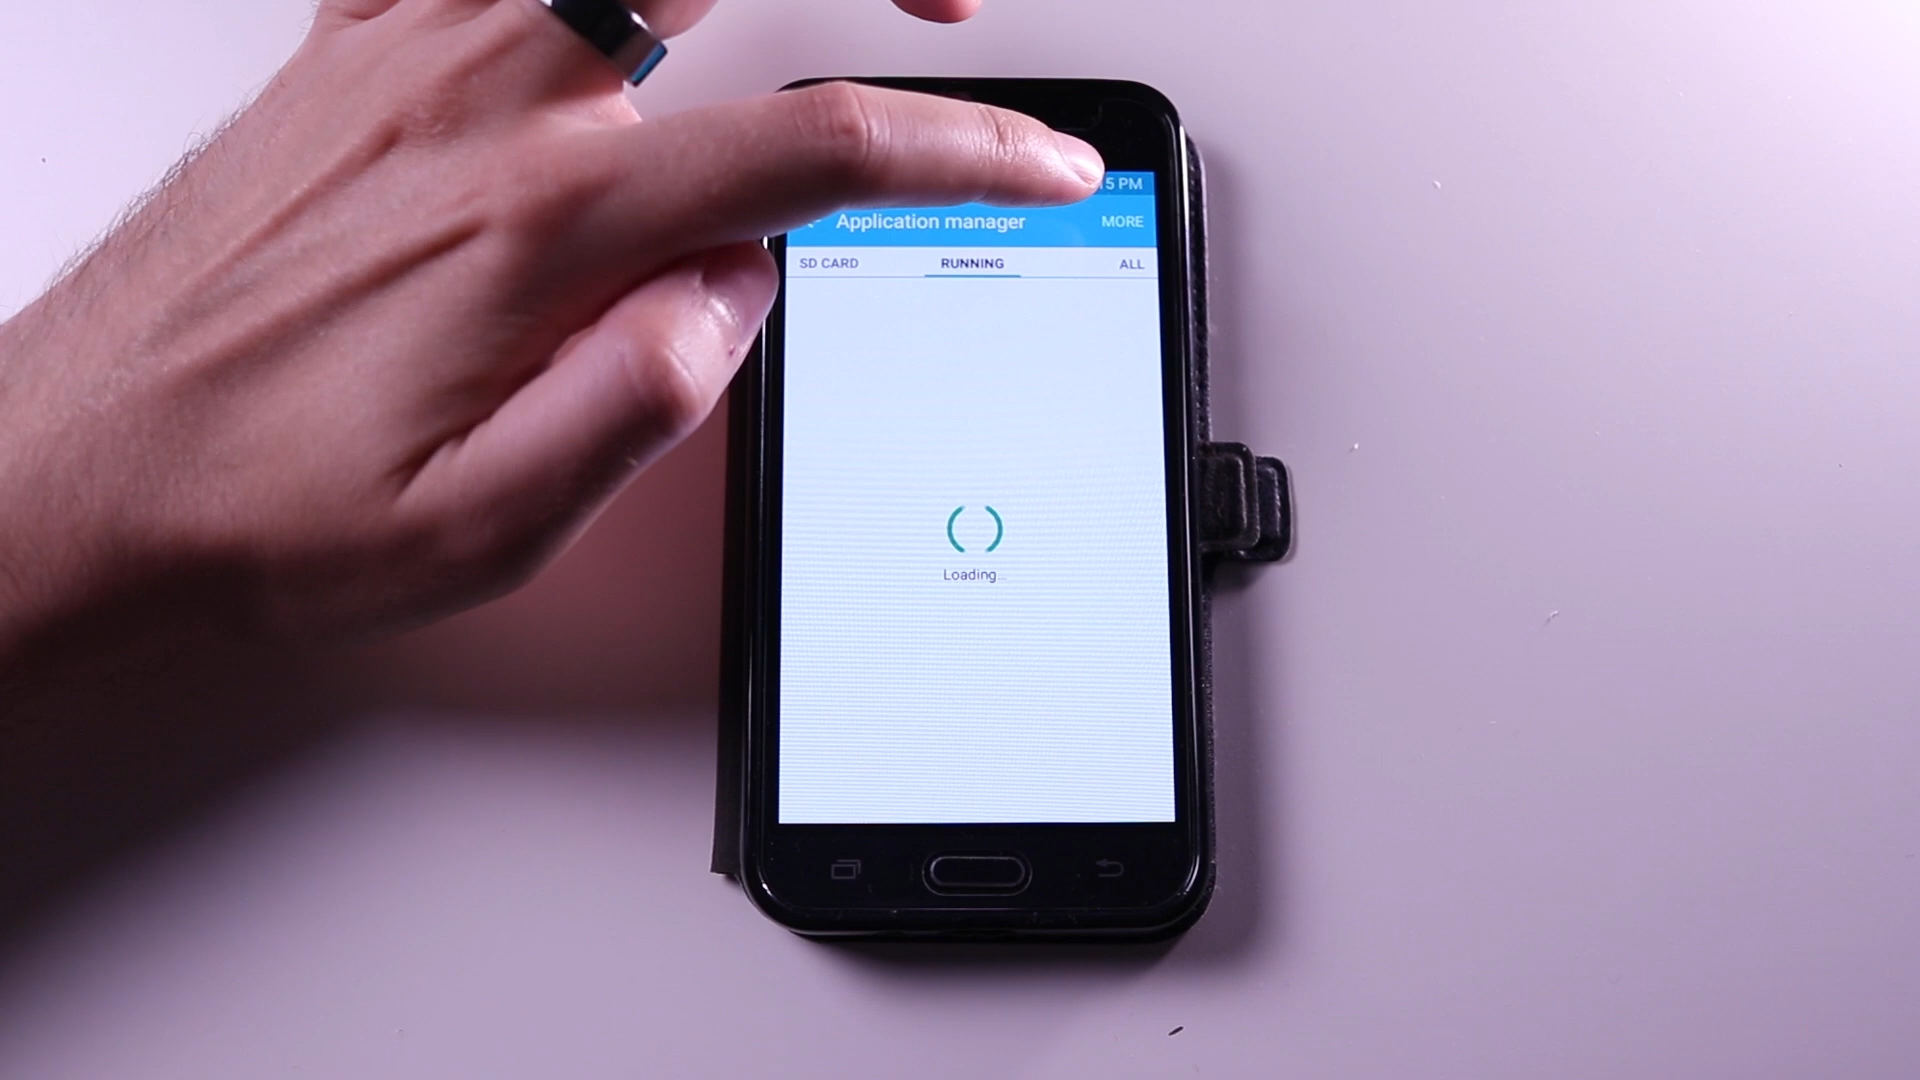 5 PM
Application manager
MORE
SD CARD
RUNNING
ALL
Loading...